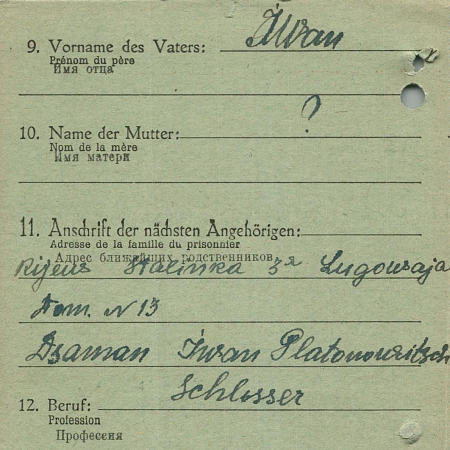 9. Vorname des Vaters: Iwan
Prénom du père
Имя отца
?
10. Name der Mutter:
Nom de la mère
Имя матери
11. Anschrift der nächsten Angehörigen:
Adresse de la famille du prisonnier
Адрес ближайших родственников
Stalinka 3a Lugowaja
Dom. N 13
Iwan Platonowitsch
Schlosser
12. Beruf:
Profession
Профессия